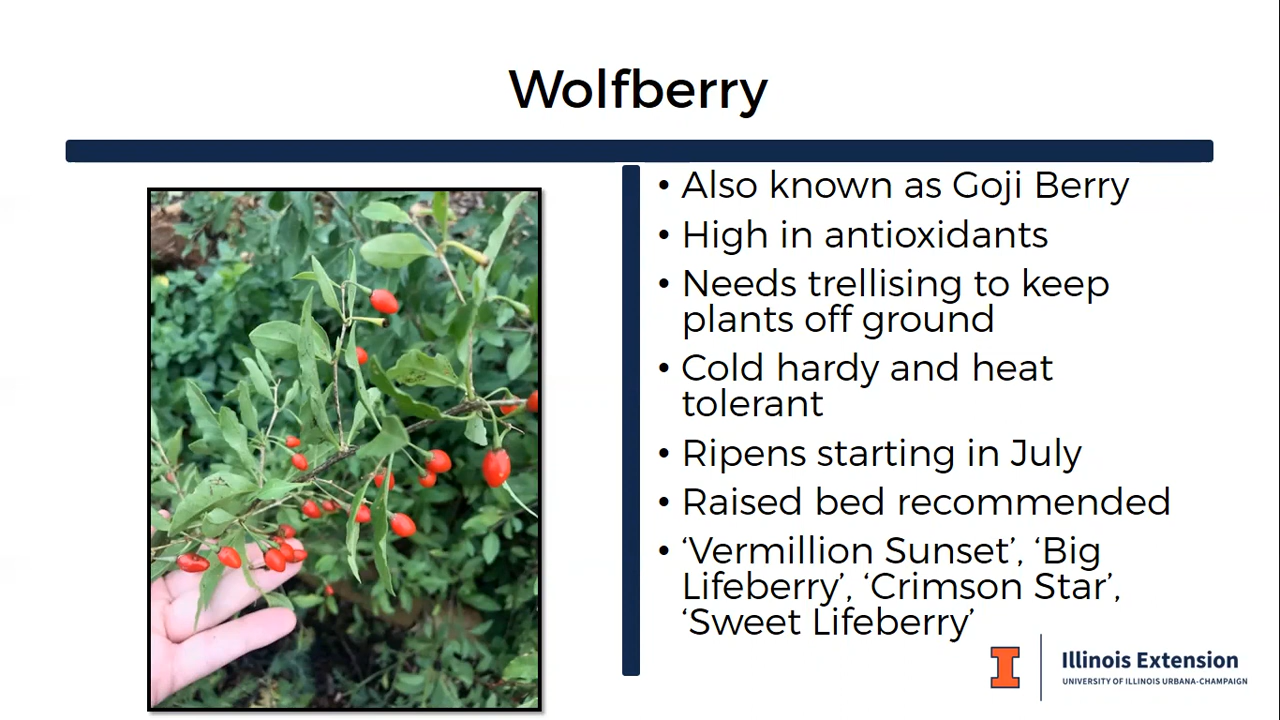 Wolfberry
• Also known as Goji Berry
• High in antioxidants
• Needs trellising to keep
plants off ground
• Cold hardy and heat
tolerant
• Ripens starting in July
• Raised bed recommended
• ‘Vermillion Sunset’, ‘Big
Lifeberry’, ‘Crimson Star’,
‘Sweet Lifeberry’
I
Illinois Extension
UNIVERSITY OF ILLINOIS URBANA-CHAMPAIGN